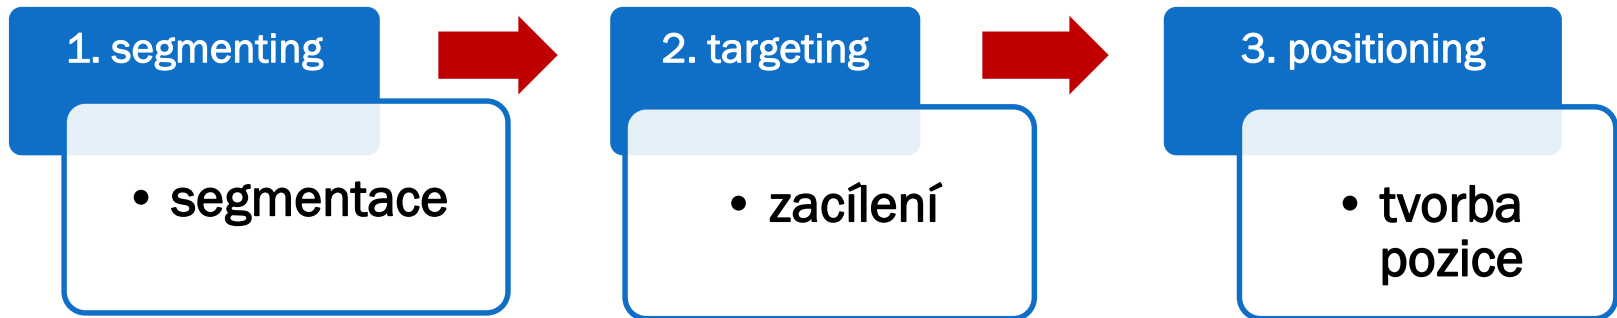 1. segmenting
2. targeting
3. positioning
• segmentace
• zacílení
• tvorba
pozice